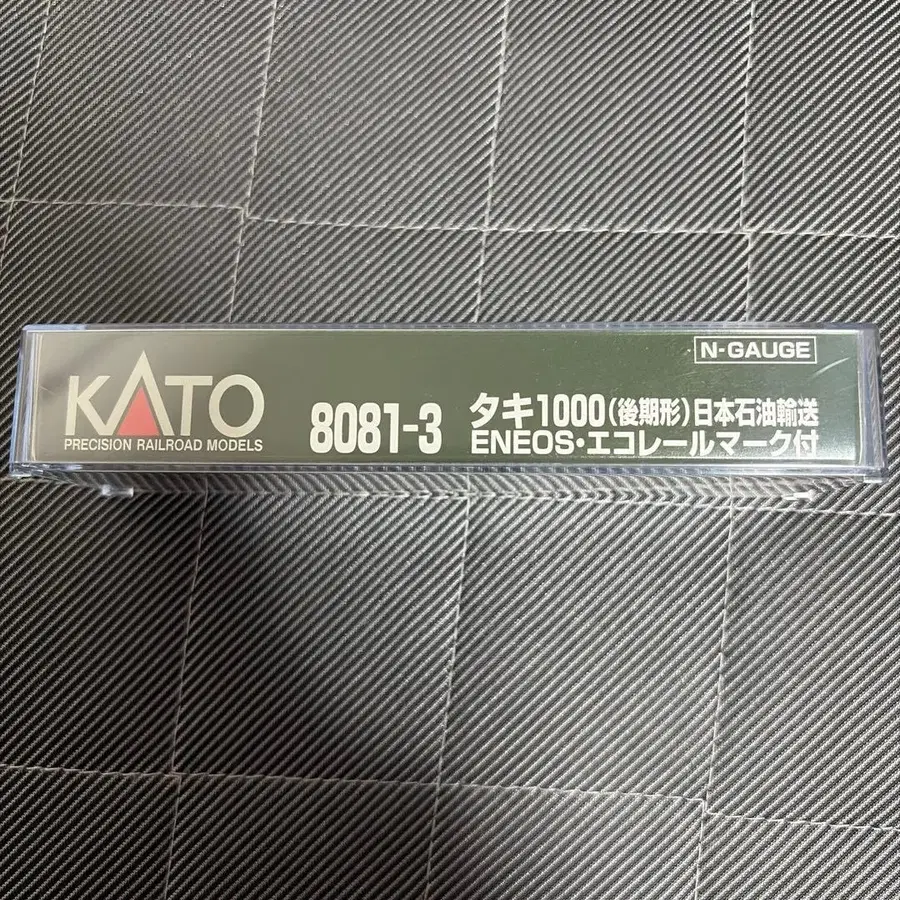 N-GAUGE
KATO
PRECISION RAILROAD MODELS
8081-3
タキ1000(後期形)日本石油輸送
ENEOS・エコレールマーク付